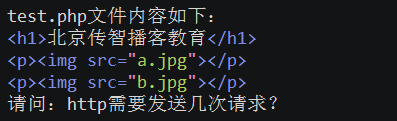 test.php文件内容如下：
<h1>北京传智播客教育</h1>
<p><img src="a.jpg"></p>
<p><img src="b.jpg"></p>
请问：http需要发送几次请求？